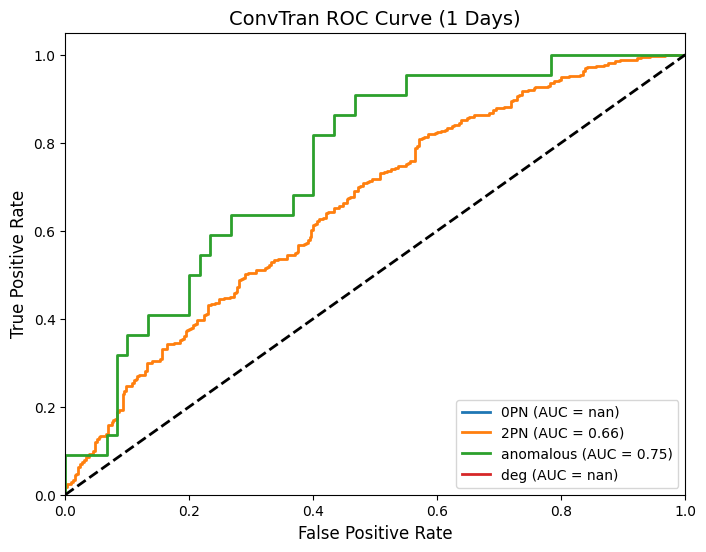 ConvTran ROC Curve (1 Days)
True Positive Rate
1.0
0.8
0.6
0.4
0.2
0.0
0.0 0.2 0.4 0.6 0.8 1.0
False Positive Rate
0PN (AUC = nan)
2PN (AUC = 0.66)
anomalous (AUC = 0.75)
deg (AUC = nan)